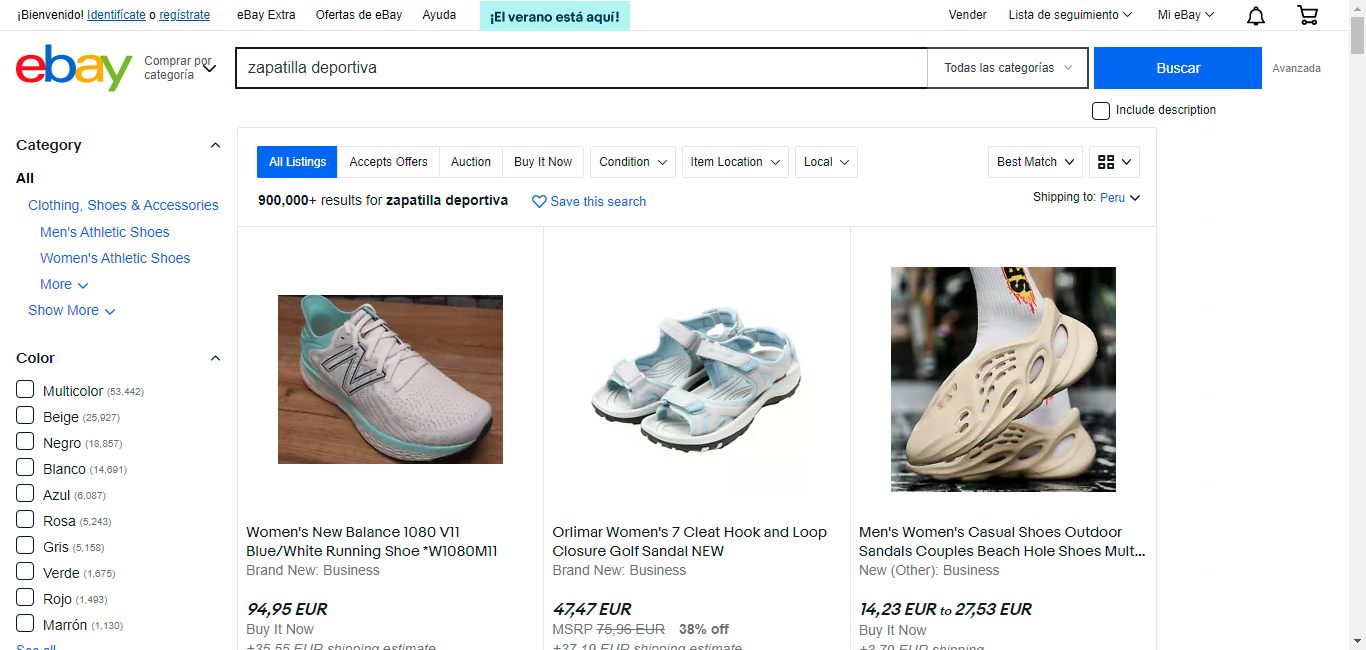 ¡Bienvenido! Identifícate o regístrate
eBay Extra
Ofertas de eBay
Ayuda
¡El verano está aquí!
Vender
Lista de seguimiento
Mi eBay
ebay
Comprar por categoría
zapatilla deportiva
Todas las categorías
Buscar
Avanzada
Include description
Category
All
Clothing, Shoes & Accessories
Men's Athletic Shoes
Women's Athletic Shoes
More
Show More
Color
Multicolor (53,442)
Beige (25,927)
Negro (18,857)
Blanco (14,691)
Azul (6,087)
Rosa (5,243)
Gris (5,158)
Verde (1,675)
Rojo (1,493)
Marrón (1,130)
See all
All Listings
Accepts Offers
Auction
Buy It Now
Condition
Item Location
Local
Best Match
900,000+ results for zapatilla deportiva
Save this search
Shipping to: Peru
Women's New Balance 1080 V11
Blue/White Running Shoe *W1080M11
Brand New: Business
94,95 EUR
Buy It Now
+35,55 EUR shipping estimate
Orlimar Women's 7 Cleat Hook and Loop
Closure Golf Sandal NEW
Brand New: Business
47,47 EUR
MSRP 75,96 EUR 38% off
+37,19 EUR shipping estimate
Men's Women's Casual Shoes Outdoor
Sandals Couples Beach Hole Shoes Mult...
New (Other): Business
14,23 EUR to 27,53 EUR
Buy It Now
+3,79 EUR shipping